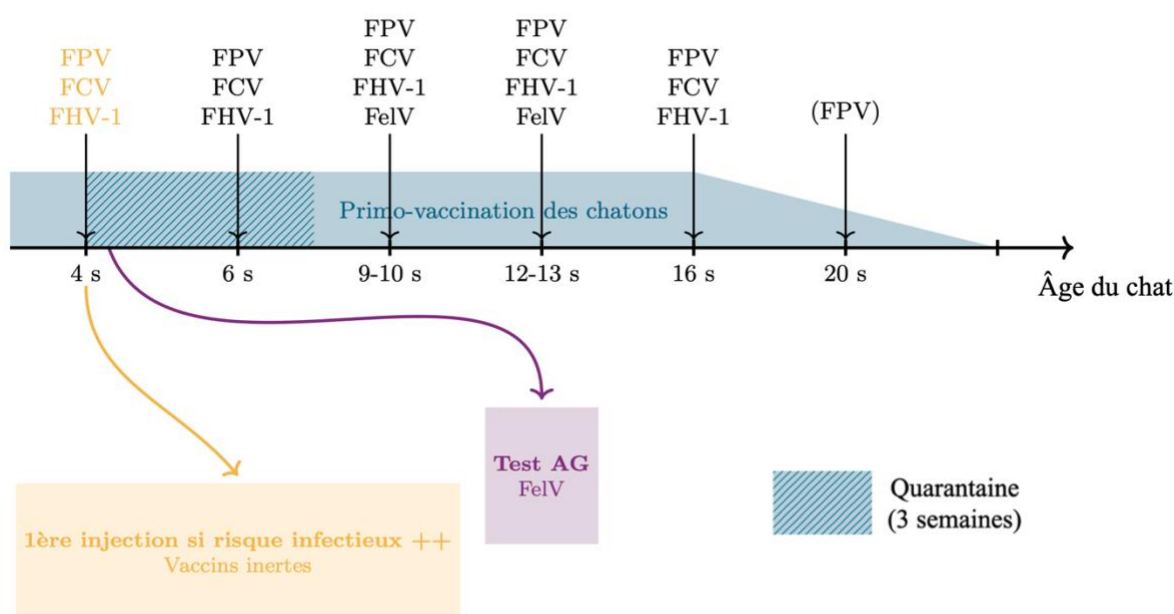 FPV
FCV
FHV-1
FPV
FCV
FHV-1
FPV
FCV
FHV-1
FelV
FPV
FCV
FHV-1
FelV
FPV
FCV
FHV-1
(FPV)
Primo-vaccination des chatons
4 s
6 s
9-10 s
12-13 s
16 s
20 s
Âge du chat
Test AG
FelV
1ère injection si risque infectieux ++
Vaccins inertes
Quarantaine
(3 semaines)